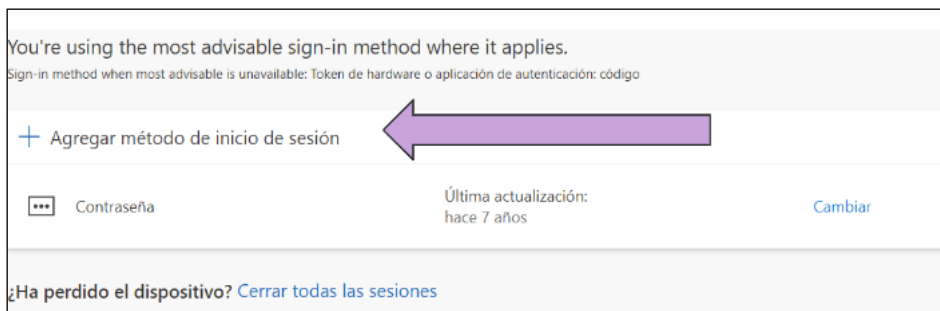 You're using the most advisable sign-in method where it applies.
Sign-in method when most advisable is unavailable: Token de hardware o aplicación de autenticación: código
Agregar método de inicio de sesión
Contraseña
Última actualización:
hace 7 años
Cambiar
¿Ha perdido el dispositivo? Cerrar todas las sesiones